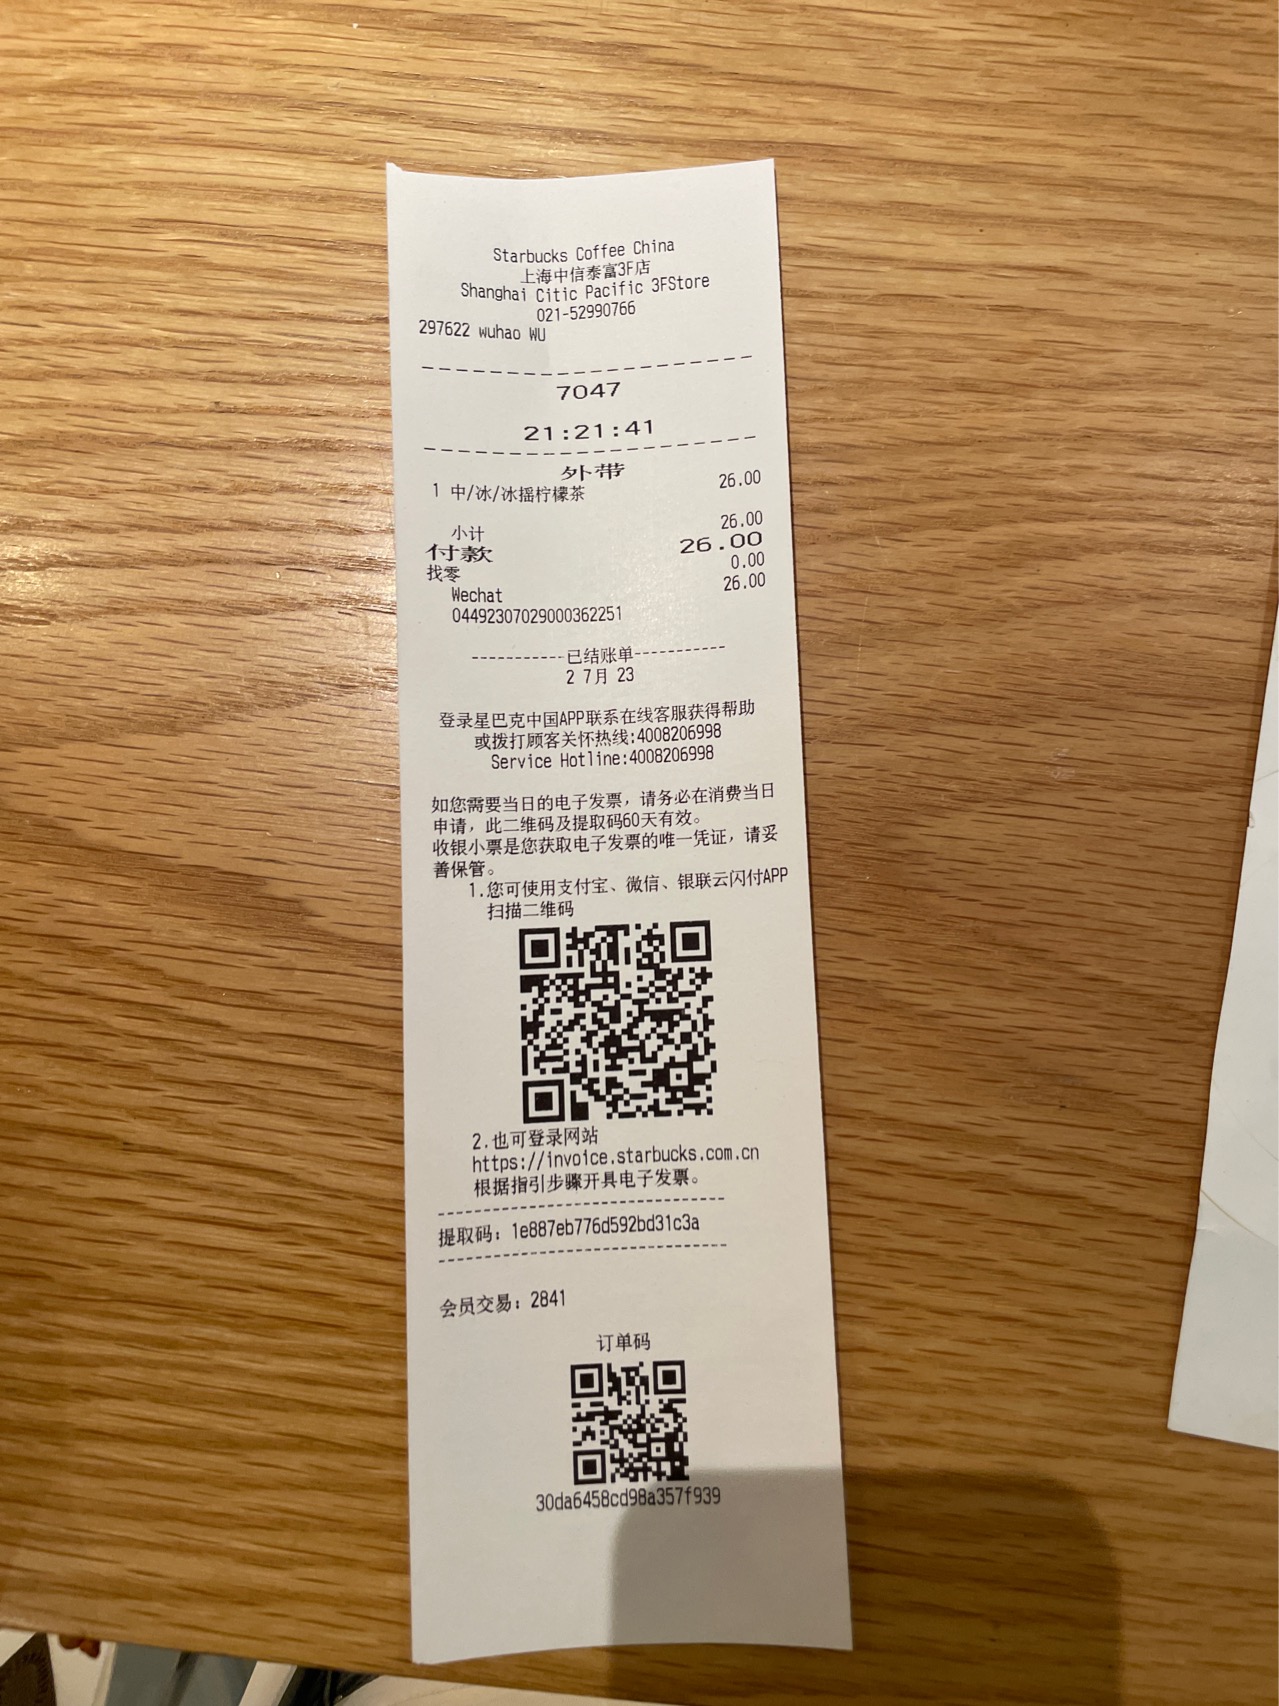 Starbucks Coffee China
上海中信泰富3F店
Shanghai Citic Pacific 3FStore
021-52990766
297622 wuhao WU
7047
21:21:41
外带
1 中/冰/冰摇柠檬茶 26.00
小计 26.00
付款 26.00
找零 0.00
Wechat 26.00
04492307029000362251
-----------已结账单-----------
2 7月 23
登录星巴克中国APP联系在线客服获得帮助
或拨打顾客关怀热线:4008206998
Service Hotline:4008206998
如您需要当日的电子发票，请务必在消费当日
申请，此二维码及提取码60天有效。
收银小票是您获取电子发票的唯一凭证，请妥
善保管。
1.您可使用支付宝、微信、银联云闪付APP
扫描二维码
2.也可登录网站
https://invoice.starbucks.com.cn
根据指引步骤开具电子发票。
提取码：1e887eb776d592bd31c3a
会员交易：2841
订单码
30da6458cd98a357f939